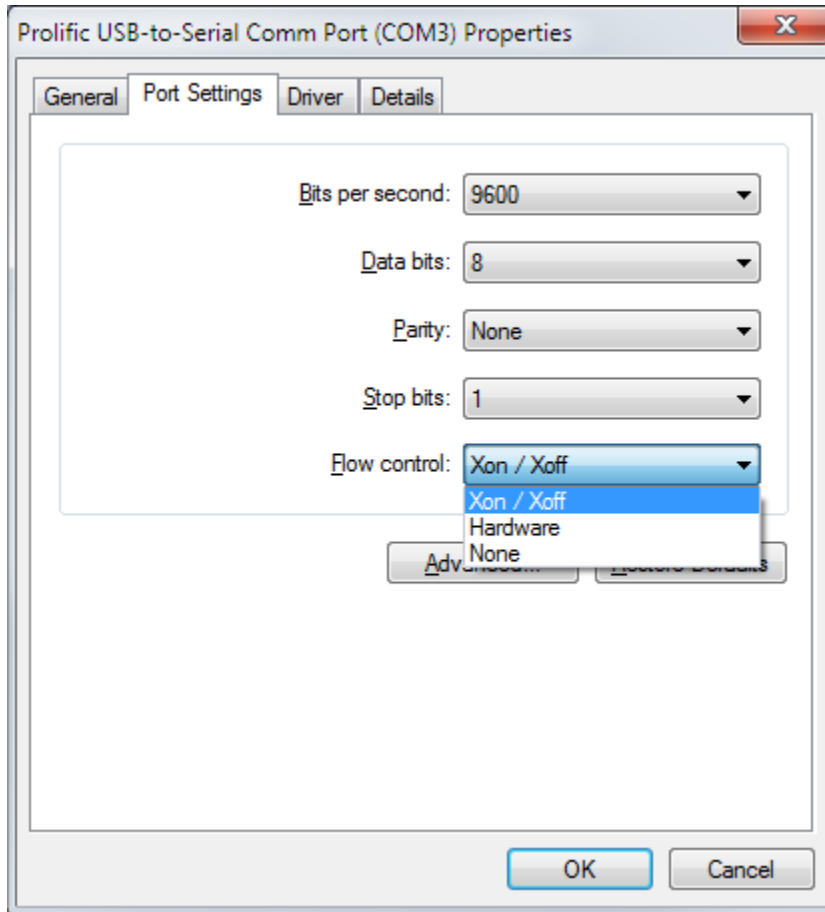 Prolific USB-to-Serial Comm Port (COM3) Properties
General Port Settings Driver Details
Bits per second: 9600
Data bits: 8
Parity: None
Stop bits: 1
Flow control: Xon / Xoff
Xon / Xoff
Hardware
None
OK Cancel